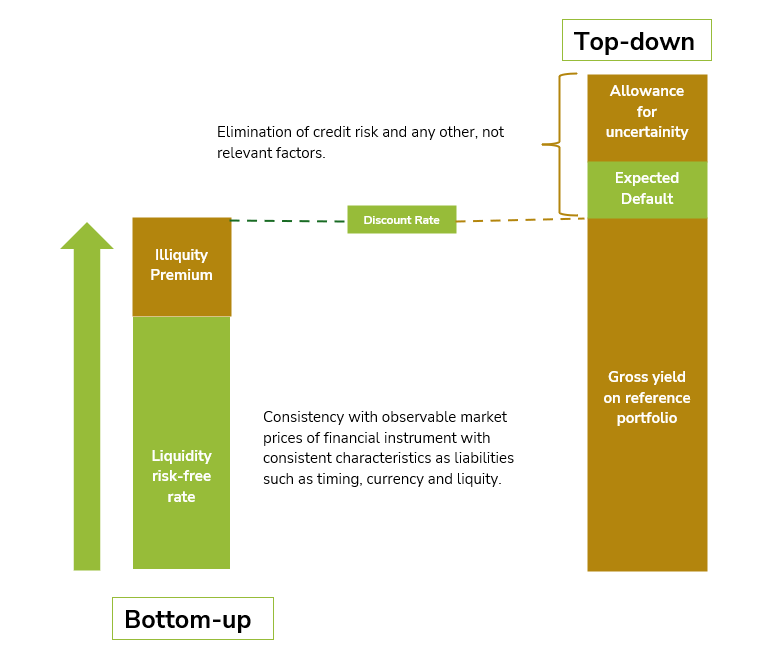 Top-down
Allowance
for
uncertainity
Elimination of credit risk and any other, not
relevant factors.
Expected
Default
Discount Rate
Illiquity
Premium
Gross yield
on reference
portfolio
Consistency with observable market
prices of financial instrument with
consistent characteristics as liabilities
such as timing, currency and liquity.
Liquidity
risk-free
rate
Bottom-up